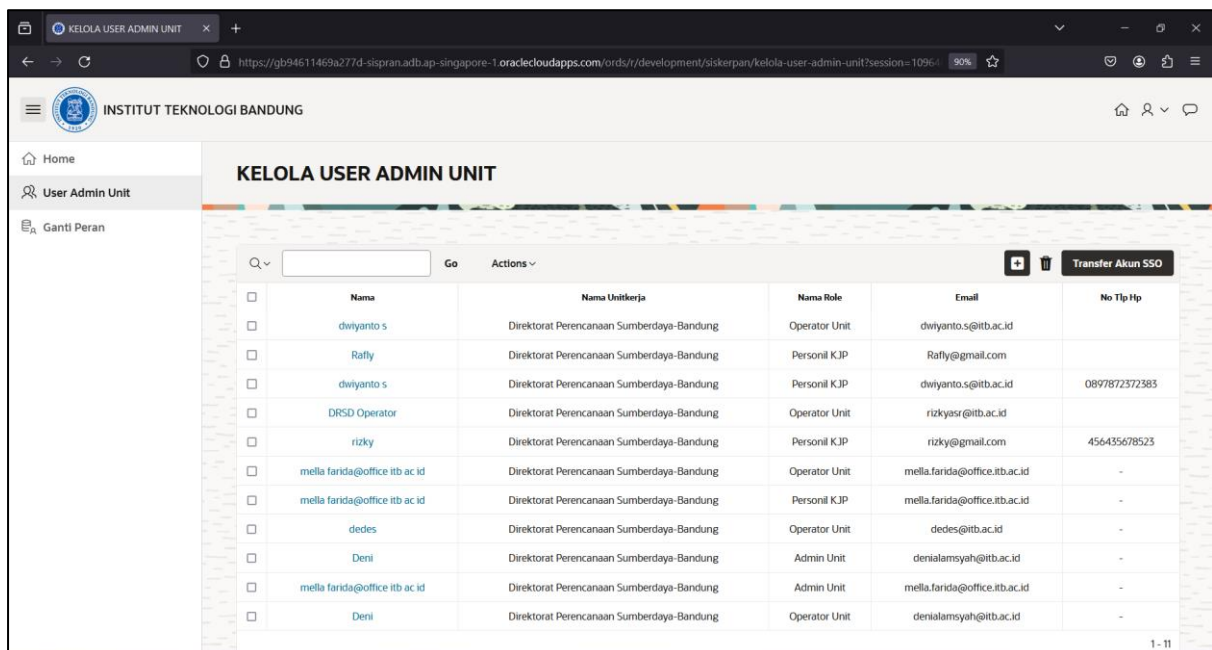 KELOLA USER ADMIN UNIT
https://gb94611469a277d-sispran.adb.ap-singapore-1.oraclecloudapps.com/ords/r/development/siskerpan/kelola-user-admin-unit?session=10964 90%
INSTITUT TEKNOLOGI BANDUNG
Home
User Admin Unit
Ganti Peran
KELOLA USER ADMIN UNIT
Go Actions Transfer Akun SSO
Nama Nama Unitkerja Nama Role Email No Tlp Hp
dwiyanto s Direktorat Perencanaan Sumberdaya-Bandung Operator Unit dwiyanto.s@itb.ac.id
Rafly Direktorat Perencanaan Sumberdaya-Bandung Personil KJP Rafly@gmail.com
dwiyanto s Direktorat Perencanaan Sumberdaya-Bandung Personil KJP dwiyanto.s@itb.ac.id 0897872372383
DRSD Operator Direktorat Perencanaan Sumberdaya-Bandung Operator Unit rizkyasr@itb.ac.id
rizky Direktorat Perencanaan Sumberdaya-Bandung Personil KJP rizky@gmail.com 456435678523
mella farida@office itb ac id Direktorat Perencanaan Sumberdaya-Bandung Operator Unit mella.farida@office.itb.ac.id -
mella farida@office itb ac id Direktorat Perencanaan Sumberdaya-Bandung Personil KJP mella.farida@office.itb.ac.id -
dedes Direktorat Perencanaan Sumberdaya-Bandung Operator Unit dedes@itb.ac.id -
Deni Direktorat Perencanaan Sumberdaya-Bandung Admin Unit denialamsyah@itb.ac.id -
mella farida@office itb ac id Direktorat Perencanaan Sumberdaya-Bandung Admin Unit mella.farida@office.itb.ac.id -
Deni Direktorat Perencanaan Sumberdaya-Bandung Operator Unit denialamsyah@itb.ac.id -
1 - 11